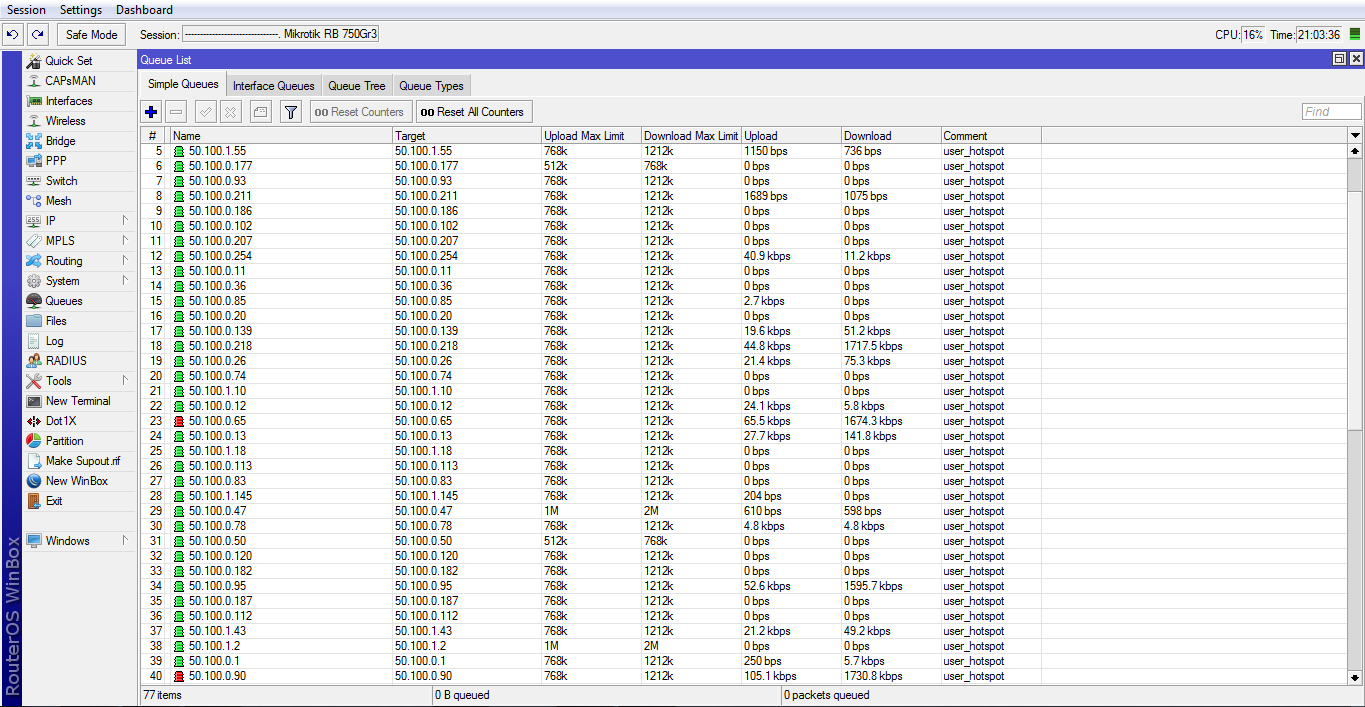 Session Settings Dashboard
Safe Mode Session: -------------------------------. Mikrotik RB 750Gr3 CPU: 16% Time: 21:03:36
Quick Set
CAPsMAN
Interfaces
Wireless
Bridge
PPP
Switch
Mesh
IP
MPLS
Routing
System
Queues
Files
Log
RADIUS
Tools
New Terminal
Dot1X
Partition
Make Supout.rif
New WinBox
Exit
Windows
RouterOS WinBox
Queue List
Simple Queues Interface Queues Queue Tree Queue Types
00 Reset Counters 00 Reset All Counters Find
# Name Target Upload Max Limit Download Max Limit Upload Download Comment
5 50.100.1.55 50.100.1.55 768k 1212k 1150 bps 736 bps user_hotspot
6 50.100.0.177 50.100.0.177 512k 768k 0 bps 0 bps user_hotspot
7 50.100.0.93 50.100.0.93 768k 1212k 0 bps 0 bps user_hotspot
8 50.100.0.211 50.100.0.211 768k 1212k 1689 bps 1075 bps user_hotspot
9 50.100.0.186 50.100.0.186 768k 1212k 0 bps 0 bps user_hotspot
10 50.100.0.102 50.100.0.102 768k 1212k 0 bps 0 bps user_hotspot
11 50.100.0.207 50.100.0.207 768k 1212k 0 bps 0 bps user_hotspot
12 50.100.0.254 50.100.0.254 768k 1212k 40.9 kbps 11.2 kbps user_hotspot
13 50.100.0.11 50.100.0.11 768k 1212k 0 bps 0 bps user_hotspot
14 50.100.0.36 50.100.0.36 768k 1212k 0 bps 0 bps user_hotspot
15 50.100.0.85 50.100.0.85 768k 1212k 2.7 kbps 0 bps user_hotspot
16 50.100.0.20 50.100.0.20 768k 1212k 0 bps 0 bps user_hotspot
17 50.100.0.139 50.100.0.139 768k 1212k 19.6 kbps 51.2 kbps user_hotspot
18 50.100.0.218 50.100.0.218 768k 1212k 44.8 kbps 1717.5 kbps user_hotspot
19 50.100.0.26 50.100.0.26 768k 1212k 21.4 kbps 75.3 kbps user_hotspot
20 50.100.0.74 50.100.0.74 768k 1212k 0 bps 0 bps user_hotspot
21 50.100.1.10 50.100.1.10 768k 1212k 0 bps 0 bps user_hotspot
22 50.100.0.12 50.100.0.12 768k 1212k 24.1 kbps 5.8 kbps user_hotspot
23 50.100.0.65 50.100.0.65 768k 1212k 65.5 kbps 1674.3 kbps user_hotspot
24 50.100.0.13 50.100.0.13 768k 1212k 27.7 kbps 141.8 kbps user_hotspot
25 50.100.1.18 50.100.1.18 768k 1212k 0 bps 0 bps user_hotspot
26 50.100.0.113 50.100.0.113 768k 1212k 0 bps 0 bps user_hotspot
27 50.100.0.83 50.100.0.83 768k 1212k 0 bps 0 bps user_hotspot
28 50.100.1.145 50.100.1.145 768k 1212k 204 bps 0 bps user_hotspot
29 50.100.0.47 50.100.0.47 1M 2M 610 bps 598 bps user_hotspot
30 50.100.0.78 50.100.0.78 768k 1212k 4.8 kbps 4.8 kbps user_hotspot
31 50.100.0.50 50.100.0.50 512k 768k 0 bps 0 bps user_hotspot
32 50.100.0.120 50.100.0.120 768k 1212k 0 bps 0 bps user_hotspot
33 50.100.0.182 50.100.0.182 768k 1212k 0 bps 0 bps user_hotspot
34 50.100.0.95 50.100.0.95 768k 1212k 52.6 kbps 1595.7 kbps user_hotspot
35 50.100.0.187 50.100.0.187 768k 1212k 0 bps 0 bps user_hotspot
36 50.100.0.112 50.100.0.112 768k 1212k 0 bps 0 bps user_hotspot
37 50.100.1.43 50.100.1.43 768k 1212k 21.2 kbps 49.2 kbps user_hotspot
38 50.100.1.2 50.100.1.2 1M 2M 0 bps 0 bps user_hotspot
39 50.100.0.1 50.100.0.1 768k 1212k 250 bps 5.7 kbps user_hotspot
40 50.100.0.90 50.100.0.90 768k 1212k 105.1 kbps 1730.8 kbps user_hotspot
77 items 0 B queued 0 packets queued